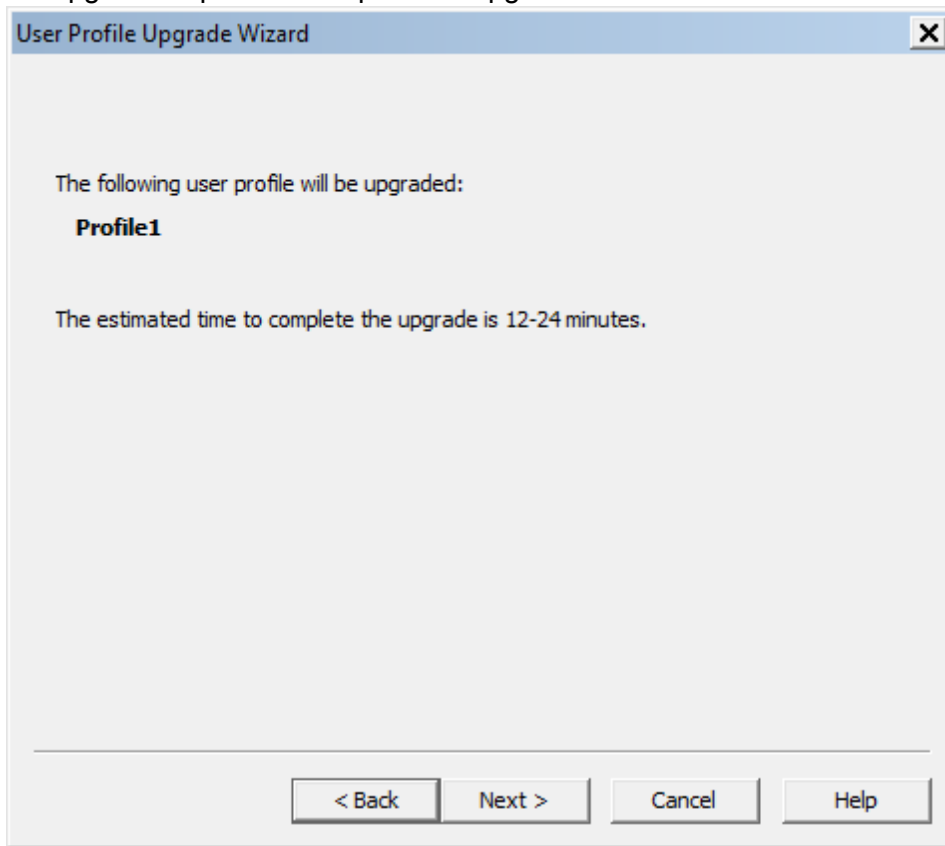 User Profile Upgrade Wizard
The following user profile will be upgraded:
Profile1
The estimated time to complete the upgrade is 12-24 minutes.
< Back Next > Cancel Help